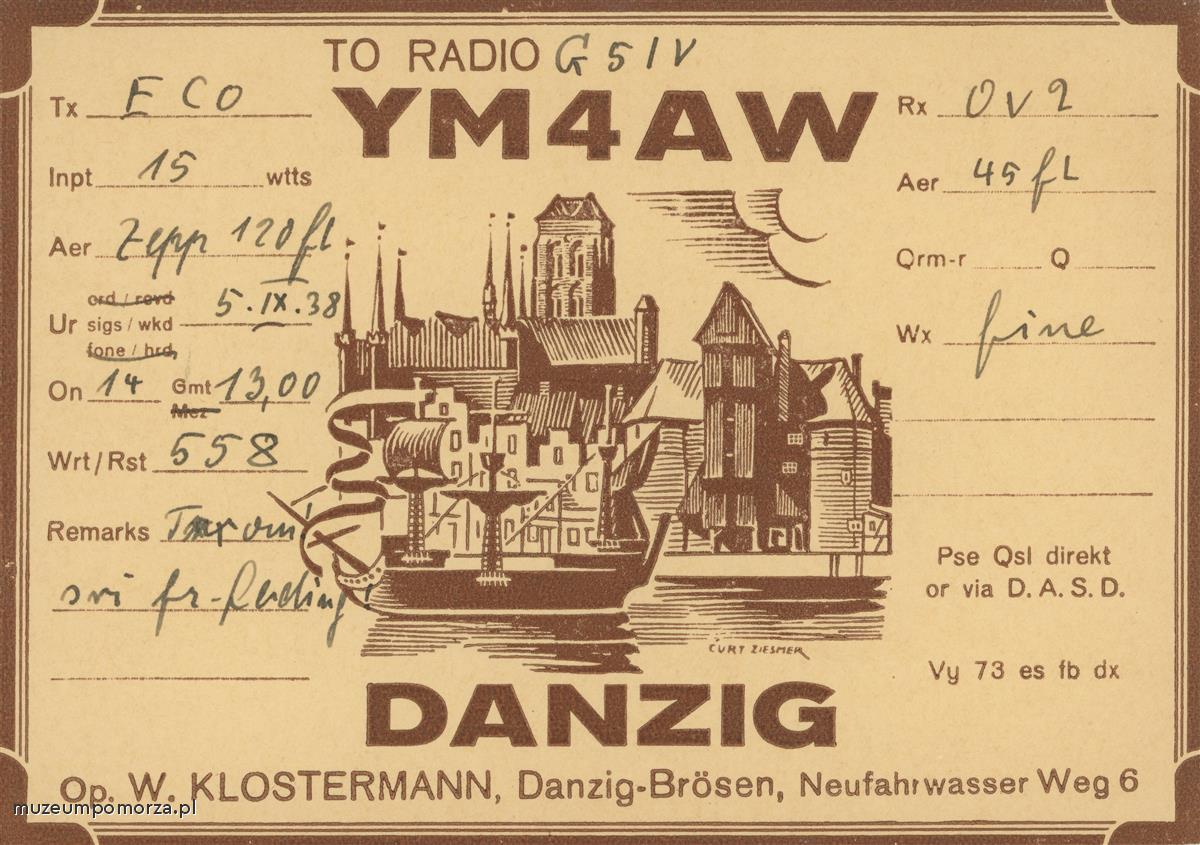 TO RADIO G5IV
YM4AW
Tx ECO
Inpt 15 wtts
Aer Zepp 120 ft
Ur ord / rcvd sigs / wkd fone / hrd 5.IX.38
On 14 Gmt 13,00
Mez
Wrt/Rst 558
Remarks
sri fr-fading!
Rx OV2
Aer 45 ft
Qrm-r Q
Wx fine
Pse Qsl direkt
or via D.A.S.D.
Vy 73 es fb dx
CURT ZIESMER
DANZIG
Op. W. KLOSTERMANN, Danzig-Brösen, Neufahrwasser Weg 6
muzeumpomorza.pl